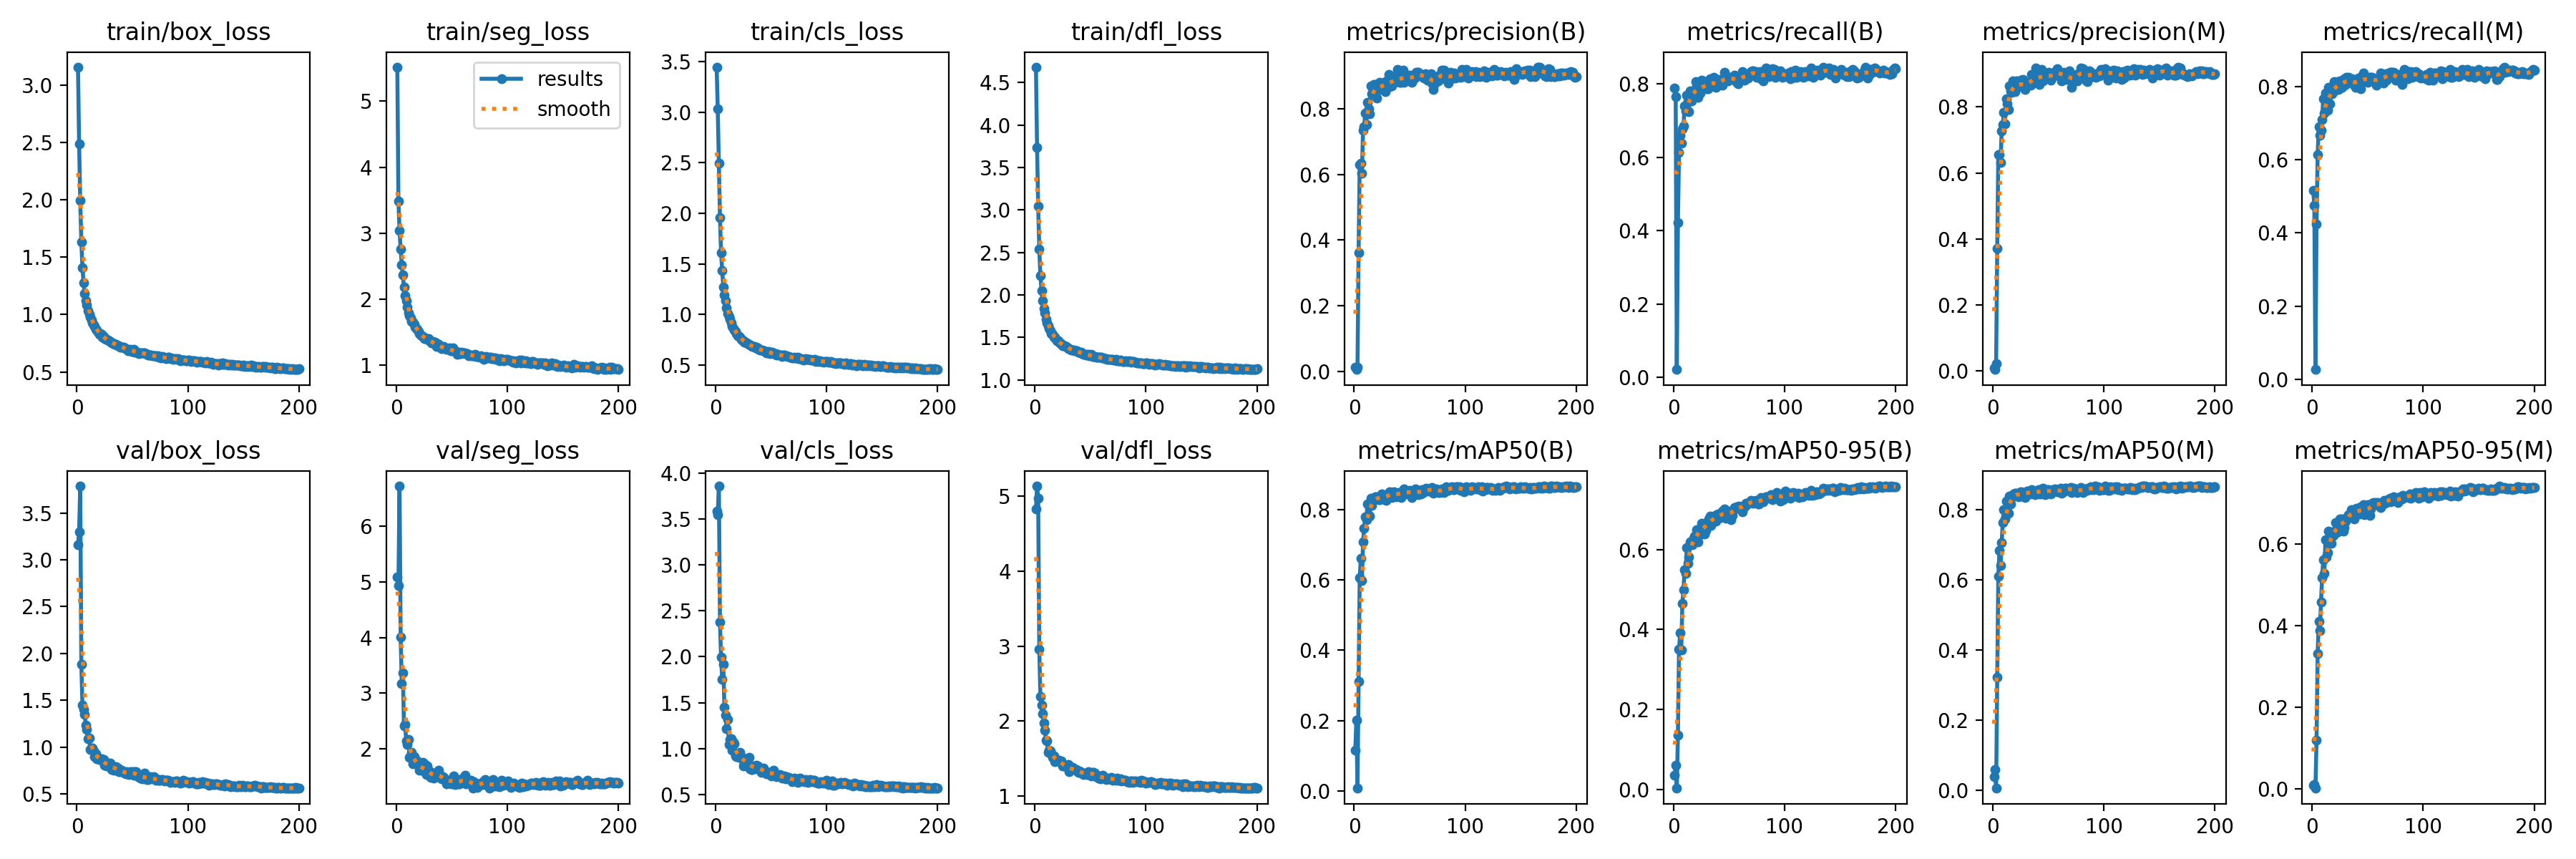 train/box_loss
train/seg_loss
train/cls_loss
train/dfl_loss
metrics/precision(B)
metrics/recall(B)
metrics/precision(M)
metrics/recall(M)
3.0
2.5
2.0
1.5
1.0
0.5
0 100 200
results
smooth
5
4
3
2
1
0 100 200
3.5
3.0
2.5
2.0
1.5
1.0
0.5
0 100 200
4.5
4.0
3.5
3.0
2.5
2.0
1.5
1.0
0 100 200
0.8
0.6
0.4
0.2
0.0
0 100 200
0.8
0.6
0.4
0.2
0.0
0 100 200
0.8
0.6
0.4
0.2
0.0
0 100 200
0.8
0.6
0.4
0.2
0.0
0 100 200
val/box_loss
val/seg_loss
val/cls_loss
val/dfl_loss
metrics/mAP50(B)
metrics/mAP50-95(B)
metrics/mAP50(M)
metrics/mAP50-95(M)
3.5
3.0
2.5
2.0
1.5
1.0
0.5
0 100 200
6
5
4
3
2
0 100 200
4.0
3.5
3.0
2.5
2.0
1.5
1.0
0.5
0 100 200
5
4
3
2
1
0 100 200
0.8
0.6
0.4
0.2
0.0
0 100 200
0.6
0.4
0.2
0.0
0 100 200
0.8
0.6
0.4
0.2
0.0
0 100 200
0.6
0.4
0.2
0.0
0 100 200